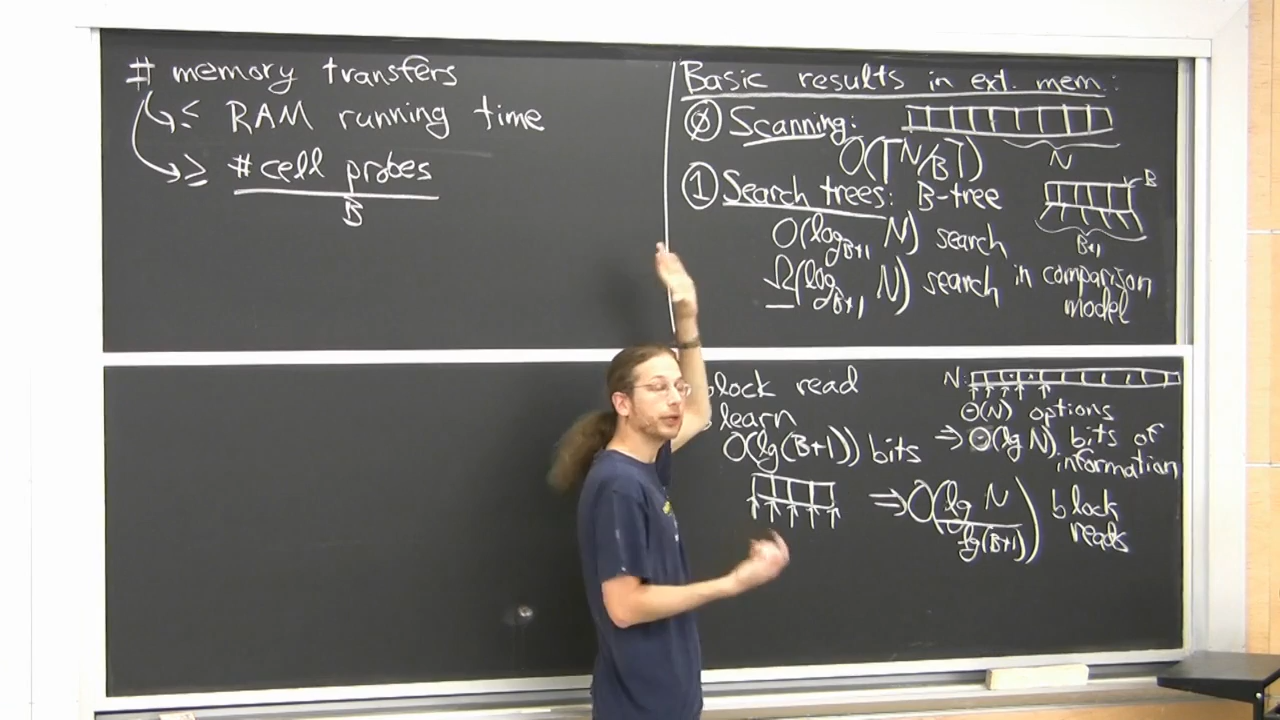 # memory transfers
≤ RAM running time
≥ # cell probes
B
Basic results in ext. mem.:
⓪ Scanning:
N
O(⌈N/B⌉)
① Search trees: B-tree
B
B+1
O(log_{B+1} N) search
Ω(log_{B+1} N) search in comparison model
block read
learn
O(lg(B+1)) bits
N:
Θ(N) options
⇒ Θ(lg N) bits of information
⇒ O(lg N / lg(B+1)) block reads